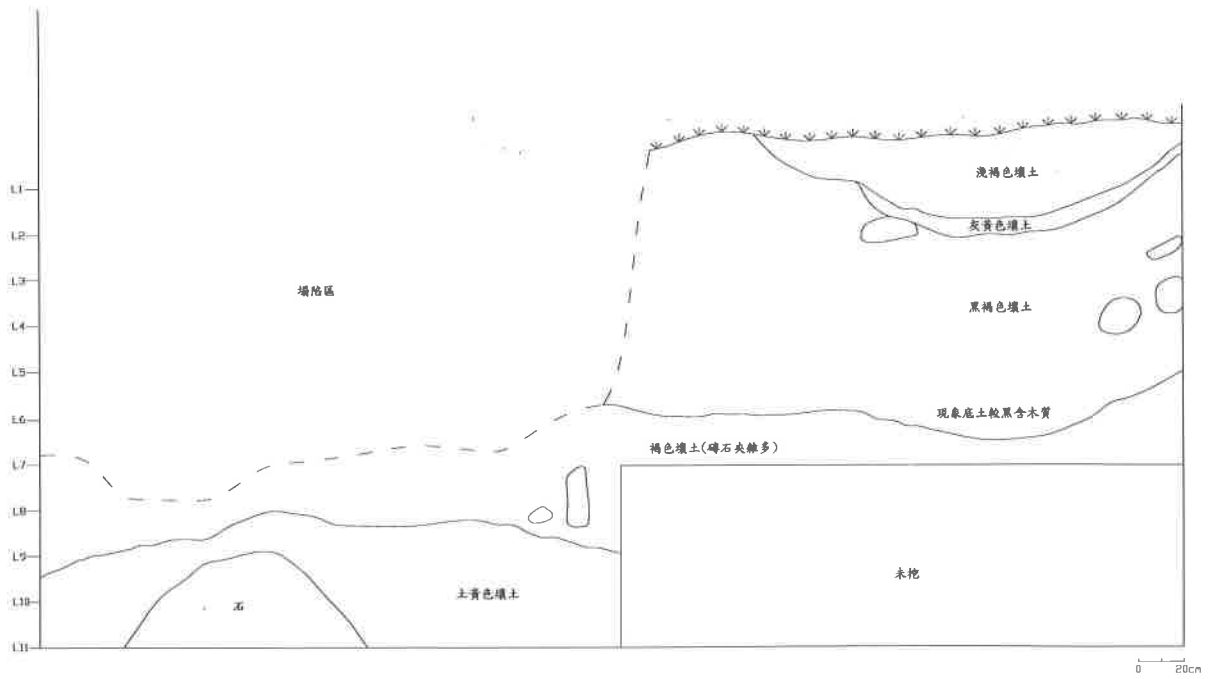 淺褐色壤土
L1
灰黃色壤土
L2
L3
塌陷區
黑褐色壤土
L4
L5
現象底土較黑含木質
L6
褐色壤土(磚石夾雜多)
L7
L8
L9
未挖
土黃色壤土
L10
石
L11
0 20cm